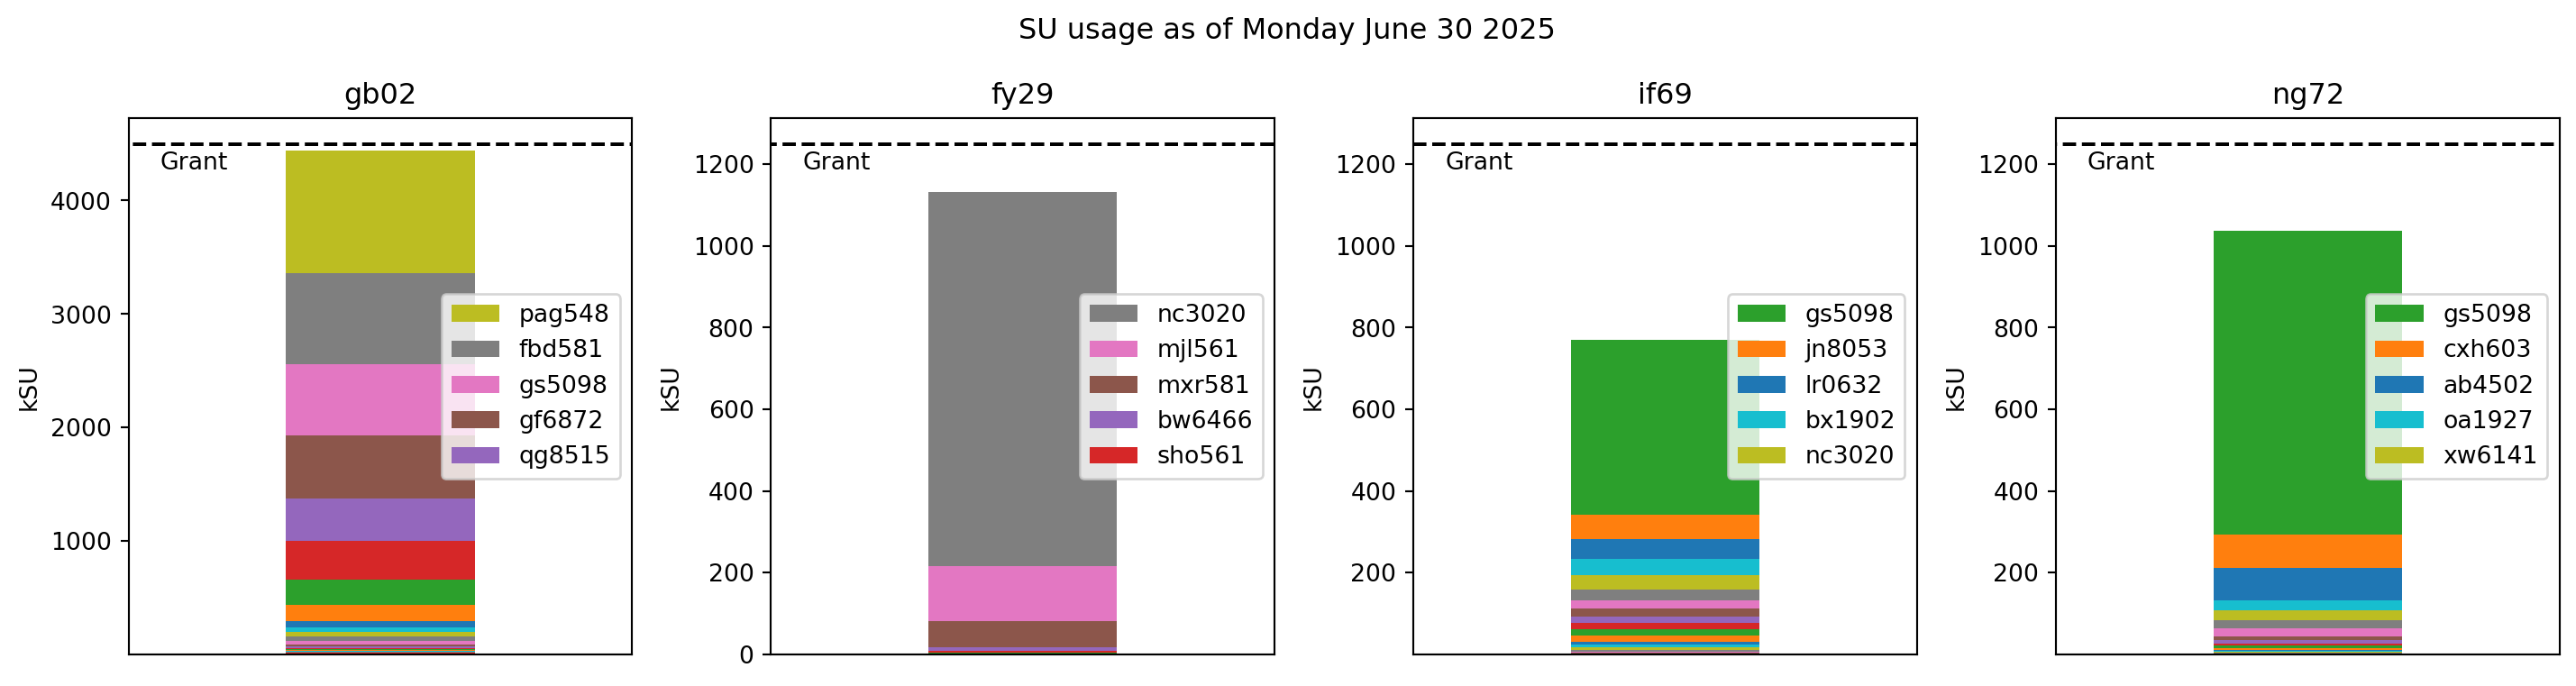 SU usage as of Monday June 30 2025
gb02
kSU
4000
3000
2000
1000
Grant
pag548
fbd581
gs5098
gf6872
qg8515
fy29
kSU
1200
1000
800
600
400
200
0
Grant
nc3020
mjl561
mxr581
bw6466
sho561
if69
kSU
1200
1000
800
600
400
200
Grant
gs5098
jn8053
lr0632
bx1902
nc3020
ng72
kSU
1200
1000
800
600
400
200
Grant
gs5098
cxh603
ab4502
oa1927
xw6141